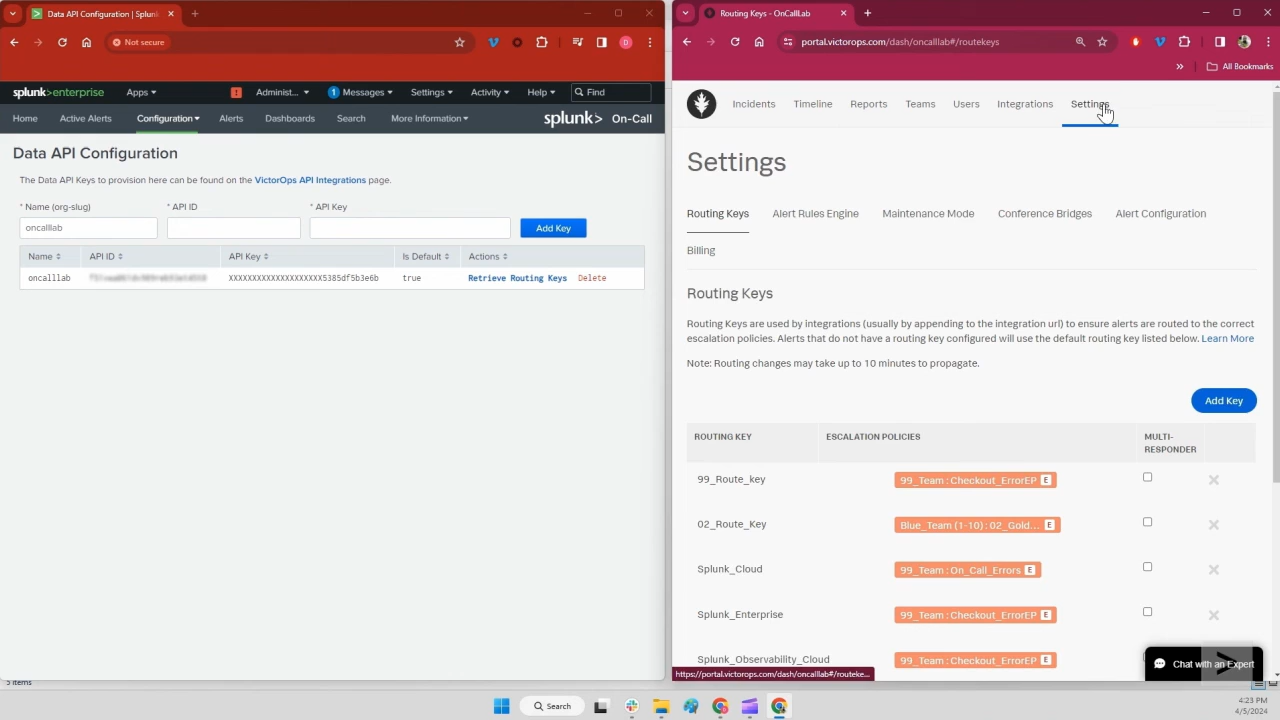 Data API Configuration | Splunk
Not secure
splunk>enterprise
Apps
!
Administ...
1 Messages
Settings
Activity
Help
Find
Home
Active Alerts
Configuration
Alerts
Dashboards
Search
More Information
splunk> On-Call
Data API Configuration
The Data API Keys to provision here can be found on the VictorOps API Integrations page.
* Name (org-slug)
* API ID
* API Key
oncalllab
Add Key
Name
API ID
API Key
Is Default
Actions
oncalllab
XXXXXXXXXXXXXXXXXXX5385df5b3e6b
true
Retrieve Routing Keys
Delete
5 items
Routing Keys - OnCallLab
portal.victorops.com/dash/oncalllab#/routekeys
All Bookmarks
Incidents
Timeline
Reports
Teams
Users
Integrations
Settings
Settings
Routing Keys
Alert Rules Engine
Maintenance Mode
Conference Bridges
Alert Configuration
Billing
Routing Keys
Routing Keys are used by integrations (usually by appending to the integration url) to ensure alerts are routed to the correct
escalation policies. Alerts that do not have a routing key configured will use the default routing key listed below. Learn More
Note: Routing changes may take up to 10 minutes to propagate.
Add Key
ROUTING KEY
ESCALATION POLICIES
MULTI-
RESPONDER
99_Route_key
99_Team : Checkout_ErrorEP E
02_Route_Key
Blue_Team (1-10) : 02_Gold... E
Splunk_Cloud
99_Team : On_Call_Errors E
Splunk_Enterprise
99_Team : Checkout_ErrorEP E
Splunk_Observability_Cloud
99_Team : Checkout_ErrorEP E
Chat with an Expert
https://portal.victorops.com/dash/oncalllab#/routeke...
Search
4:23 PM
4/5/2024